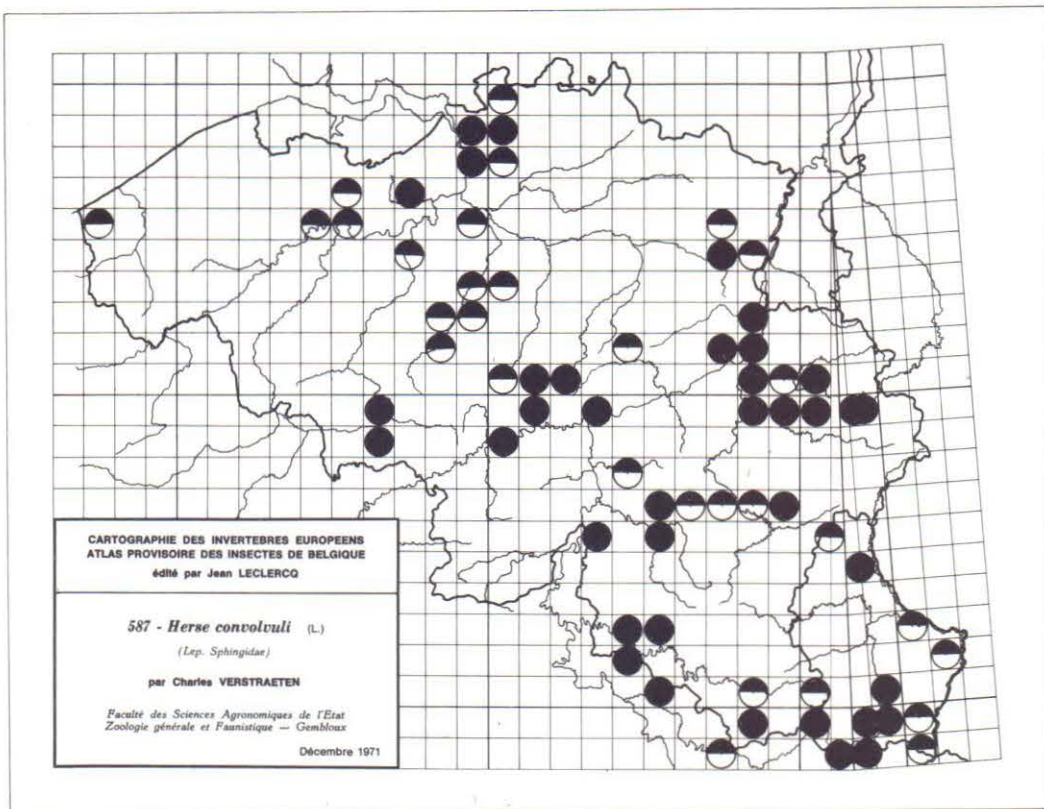 CARTOGRAPHIE DES INVERTEBRES EUROPEENS
ATLAS PROVISOIRE DES INSECTES DE BELGIQUE
édité par Jean LECLERCQ
587 - Herse convolvuli (L.)
(Lep. Sphingidae)
par Charles VERSTRAETEN
Faculté des Sciences Agronomiques de l'Etat
Zoologie générale et Faunistique — Gembloux
Décembre 1971